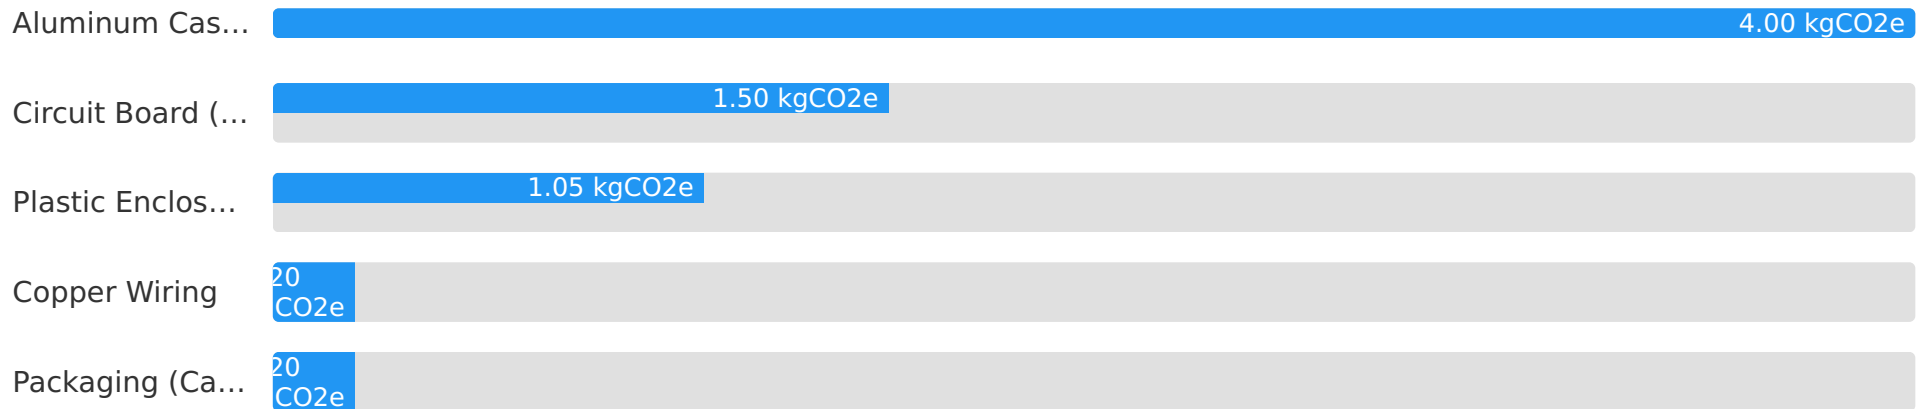 Aluminum Cas...
4.00 kgCO2e
Circuit Board (...
1.50 kgCO2e
Plastic Enclos...
1.05 kgCO2e
Copper Wiring
20
CO2e
Packaging (Ca...
20
CO2e